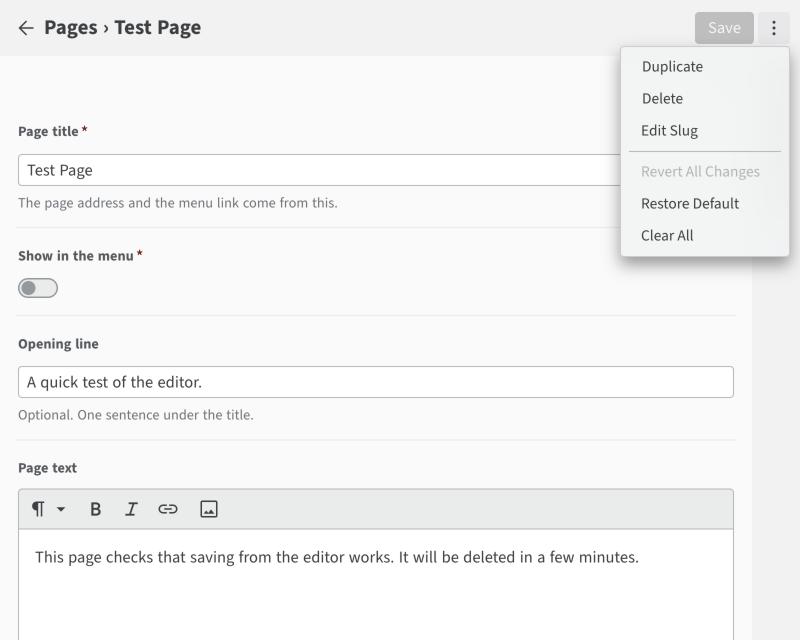 Pages › Test Page
Save
Duplicate
Delete
Edit Slug
Revert All Changes
Restore Default
Clear All
Page title *
Test Page
The page address and the menu link come from this.
Show in the menu *
Opening line
A quick test of the editor.
Optional. One sentence under the title.
Page text
B I
This page checks that saving from the editor works. It will be deleted in a few minutes.